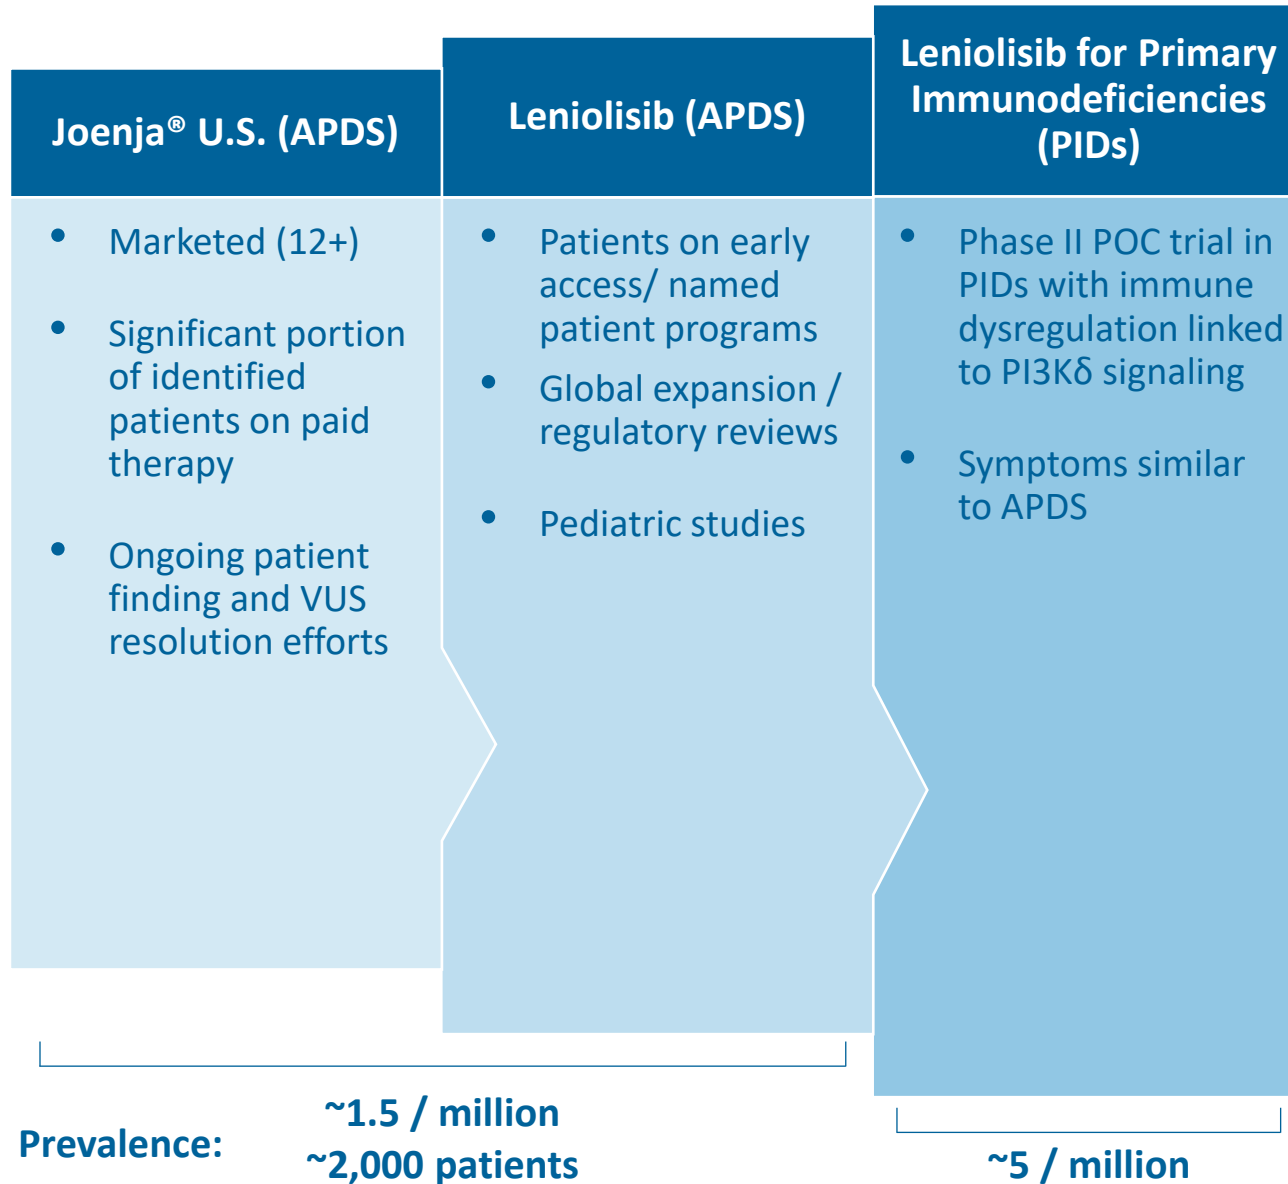 Joenja® U.S. (APDS)
• Marketed (12+)
• Significant portion
of identified
patients on paid
therapy
• Ongoing patient
finding and VUS
resolution efforts
Leniolisib (APDS)
• Patients on early
access/ named
patient programs
• Global expansion /
regulatory reviews
• Pediatric studies
Leniolisib for Primary
Immunodeficiencies
(PIDs)
• Phase II POC trial in
PIDs with immune
dysregulation linked
to PI3Kδ signaling
• Symptoms similar
to APDS
Prevalence:
~1.5 / million
~2,000 patients
~5 / million